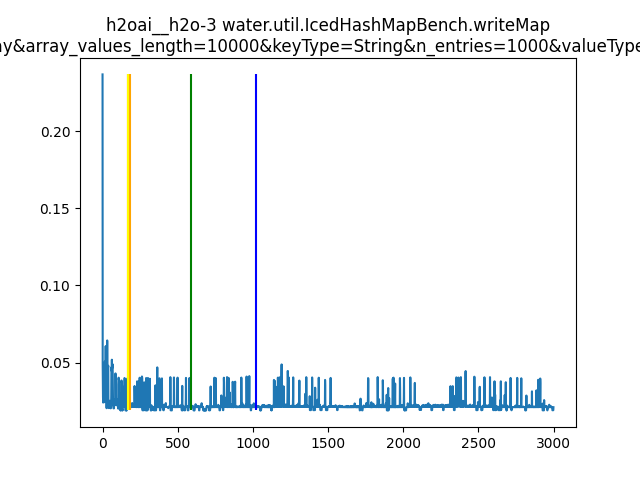 h2oai__h2o-3 water.util.IcedHashMapBench.writeMap
ay&array_values_length=10000&keyType=String&n_entries=1000&valueType
0.20
0.15
0.10
0.05
0 500 1000 1500 2000 2500 3000